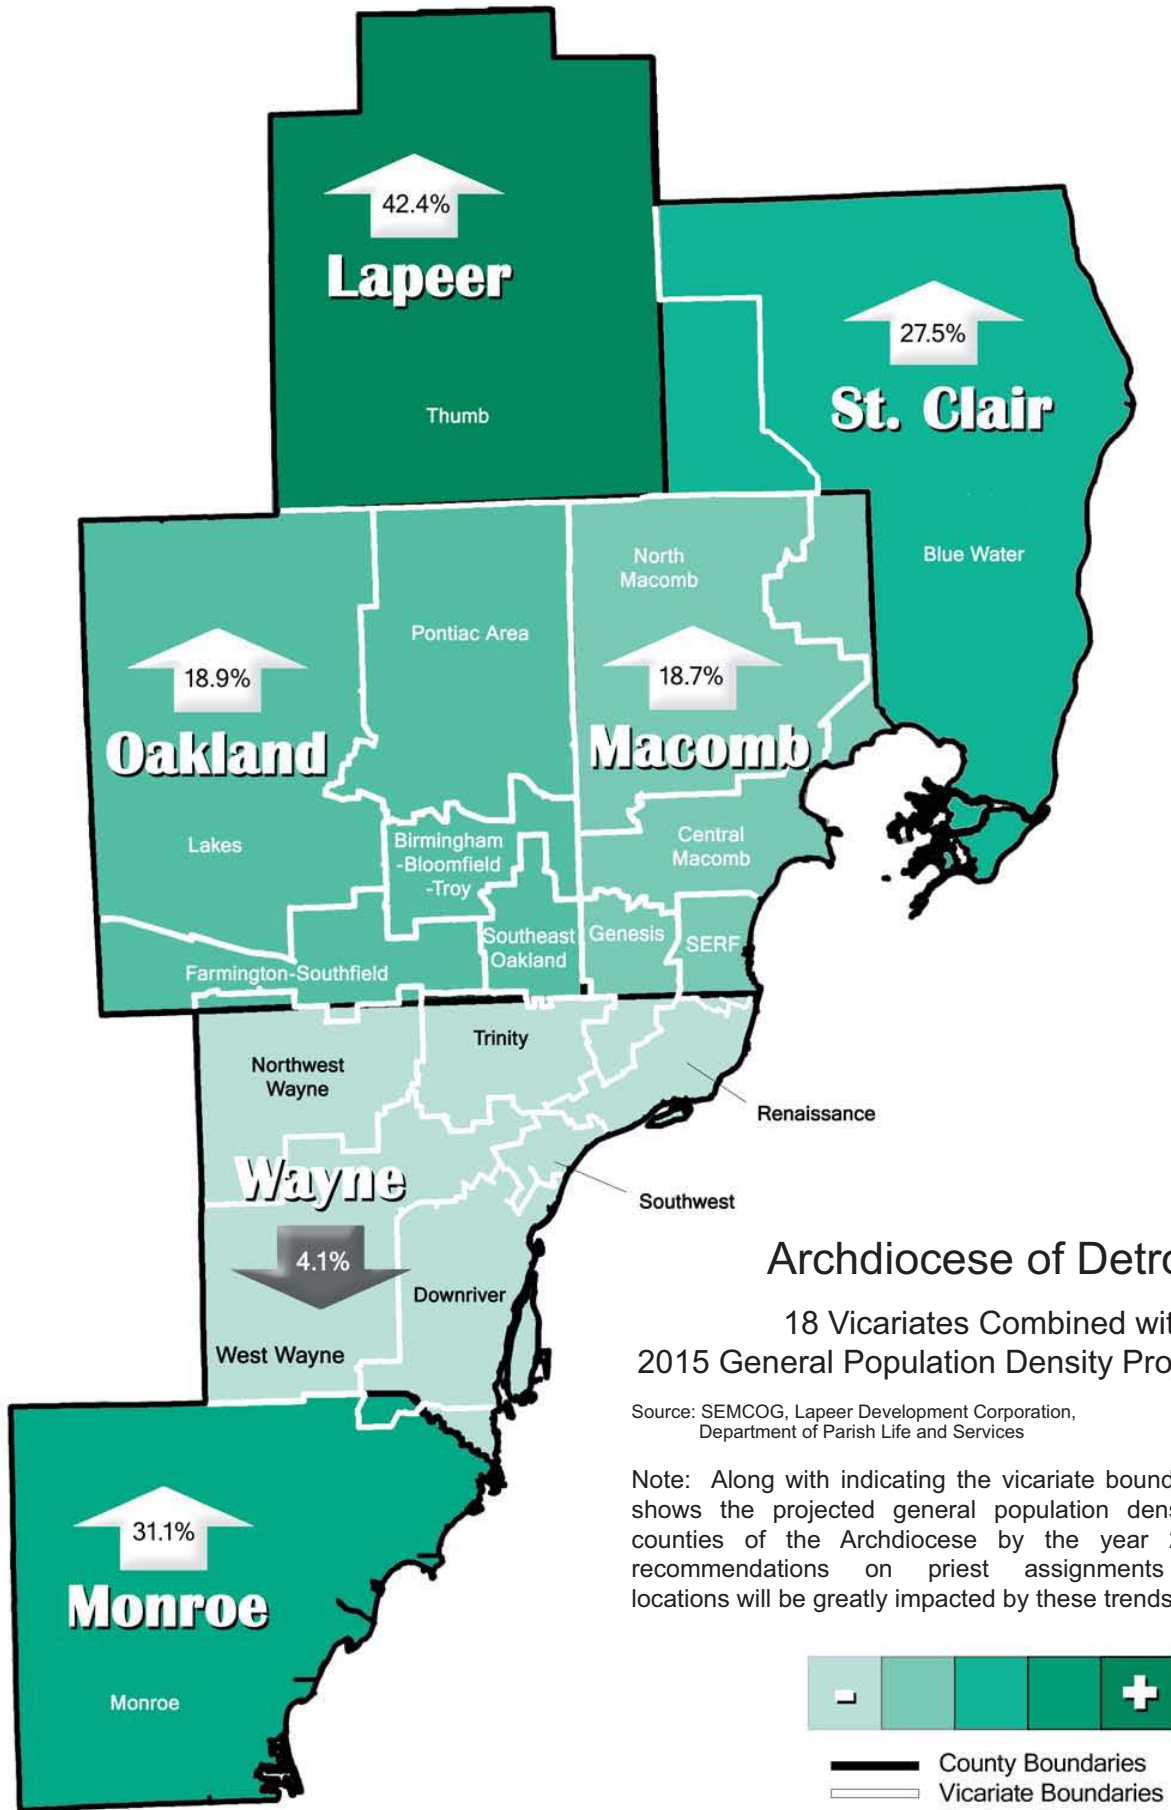 42.4%
Lapeer
Thumb
27.5%
St. Clair
Blue Water
North
Macomb
Pontiac Area
18.9%
Oakland
18.7%
Macomb
Lakes
Birmingham
-Bloomfield
-Troy
Central
Macomb
Southeast
Oakland
Genesis
SERF
Farmington-Southfield
Trinity
Northwest
Wayne
Renaissance
Wayne
Southwest
4.1%
Downriver
West Wayne
Archdiocese of Detro
18 Vicariates Combined wit
2015 General Population Density Pro
Source: SEMCOG, Lapeer Development Corporation,
Department of Parish Life and Services
Note: Along with indicating the vicariate bound
shows the projected general population dens
counties of the Archdiocese by the year
recommendations on priest assignments
locations will be greatly impacted by these trends
31.1%
Monroe
Monroe
- +
County Boundaries
Vicariate Boundaries